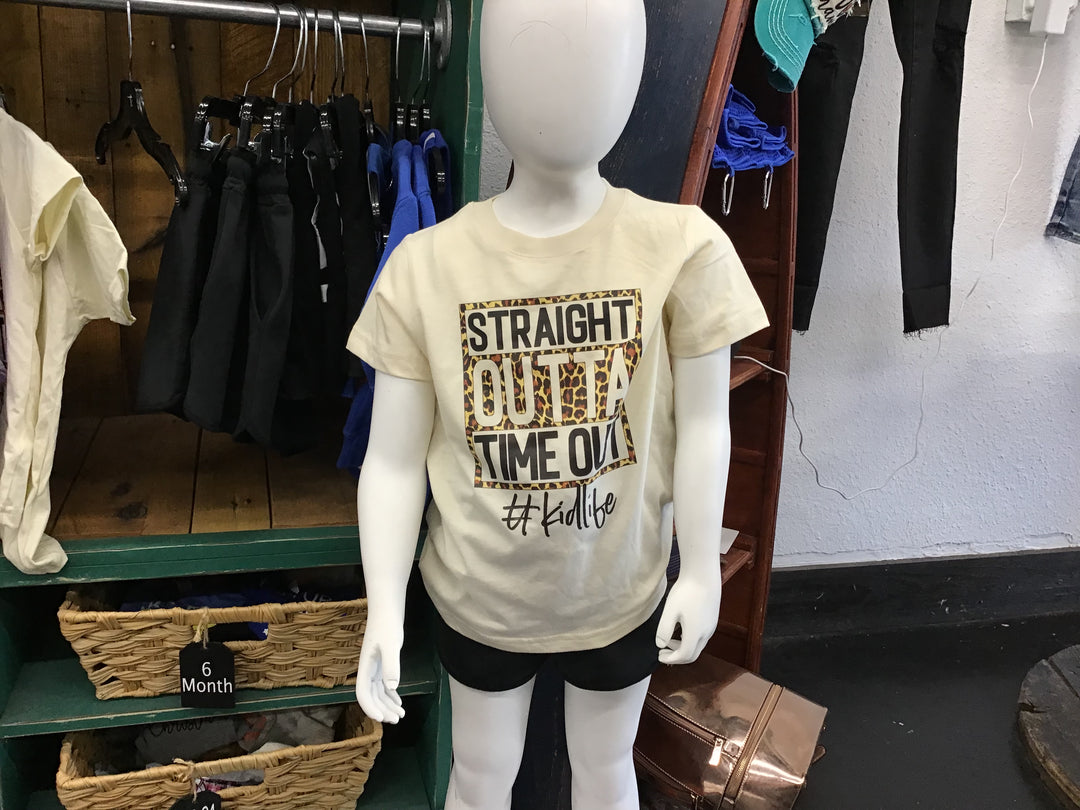 STRAIGHT
OUTTA
TIME OUT
#kidlife
6
Month